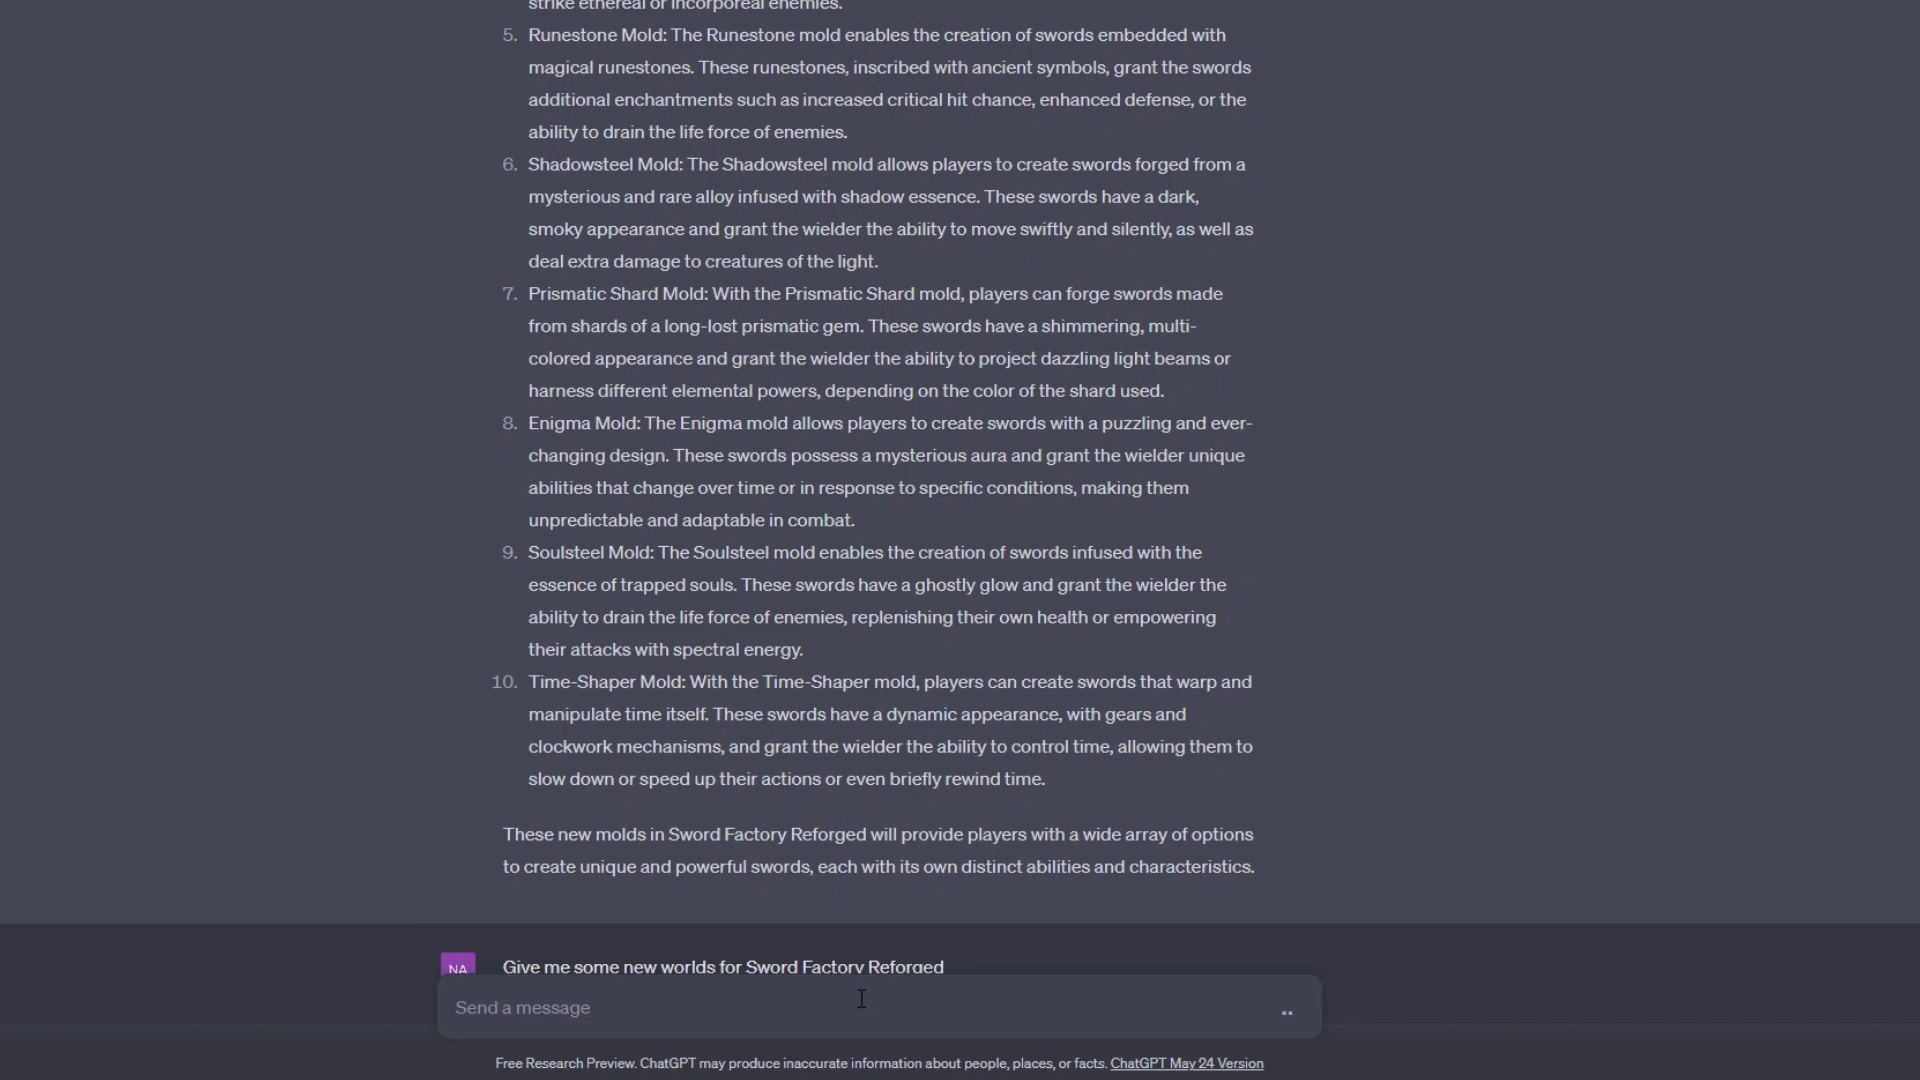 strike ethereal or incorporeal enemies.
5. Runestone Mold: The Runestone mold enables the creation of swords embedded with
magical runestones. These runestones, inscribed with ancient symbols, grant the swords
additional enchantments such as increased critical hit chance, enhanced defense, or the
ability to drain the life force of enemies.
6. Shadowsteel Mold: The Shadowsteel mold allows players to create swords forged from a
mysterious and rare alloy infused with shadow essence. These swords have a dark,
smoky appearance and grant the wielder the ability to move swiftly and silently, as well as
deal extra damage to creatures of the light.
7. Prismatic Shard Mold: With the Prismatic Shard mold, players can forge swords made
from shards of a long-lost prismatic gem. These swords have a shimmering, multi-
colored appearance and grant the wielder the ability to project dazzling light beams or
harness different elemental powers, depending on the color of the shard used.
8. Enigma Mold: The Enigma mold allows players to create swords with a puzzling and ever-
changing design. These swords possess a mysterious aura and grant the wielder unique
abilities that change over time or in response to specific conditions, making them
unpredictable and adaptable in combat.
9. Soulsteel Mold: The Soulsteel mold enables the creation of swords infused with the
essence of trapped souls. These swords have a ghostly glow and grant the wielder the
ability to drain the life force of enemies, replenishing their own health or empowering
their attacks with spectral energy.
10. Time-Shaper Mold: With the Time-Shaper mold, players can create swords that warp and
manipulate time itself. These swords have a dynamic appearance, with gears and
clockwork mechanisms, and grant the wielder the ability to control time, allowing them to
slow down or speed up their actions or even briefly rewind time.
These new molds in Sword Factory Reforged will provide players with a wide array of options
to create unique and powerful swords, each with its own distinct abilities and characteristics.
NA Give me some new worlds for Sword Factory Reforged
Send a message
Free Research Preview. ChatGPT may produce inaccurate information about people, places, or facts. ChatGPT May 24 Version